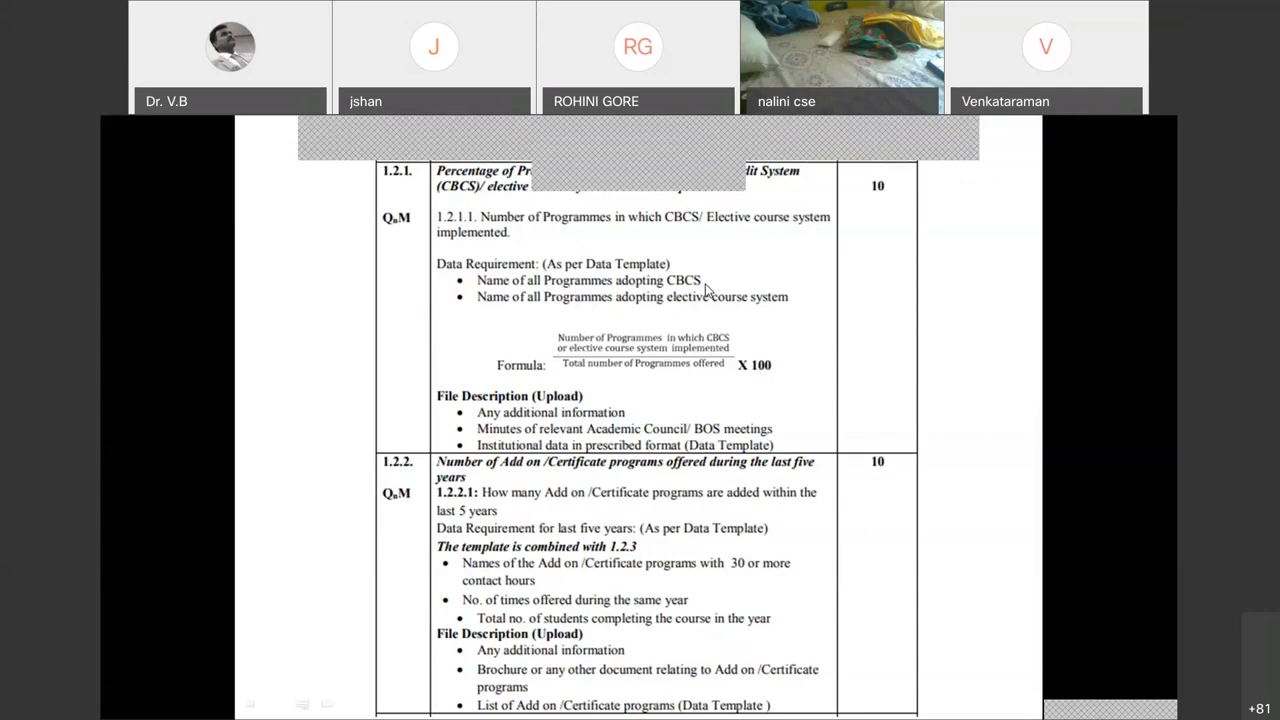 J
RG
V
Dr. V.B
jshan
ROHINI GORE
nalini cse
Venkataraman
1.2.1.
Percentage of
System
10
(CBCS)/ elective
QnM
1.2.1.1. Number of Programmes in which CBCS/ Elective course system
implemented.
Data Requirement: (As per Data Template)
• Name of all Programmes adopting CBCS
• Name of all Programmes adopting elective course system
Number of Programmes in which CBCS
or elective course system implemented
Formula: Total number of Programmes offered X 100
File Description (Upload)
• Any additional information
• Minutes of relevant Academic Council/ BOS meetings
• Institutional data in prescribed format (Data Template)
1.2.2.
Number of Add on /Certificate programs offered during the last five
10
years
QnM
1.2.2.1: How many Add on /Certificate programs are added within the
last 5 years
Data Requirement for last five years: (As per Data Template)
The template is combined with 1.2.3
• Names of the Add on /Certificate programs with 30 or more
contact hours
• No. of times offered during the same year
• Total no. of students completing the course in the year
File Description (Upload)
• Any additional information
• Brochure or any other document relating to Add on /Certificate
programs
• List of Add on /Certificate programs (Data Template )
+81